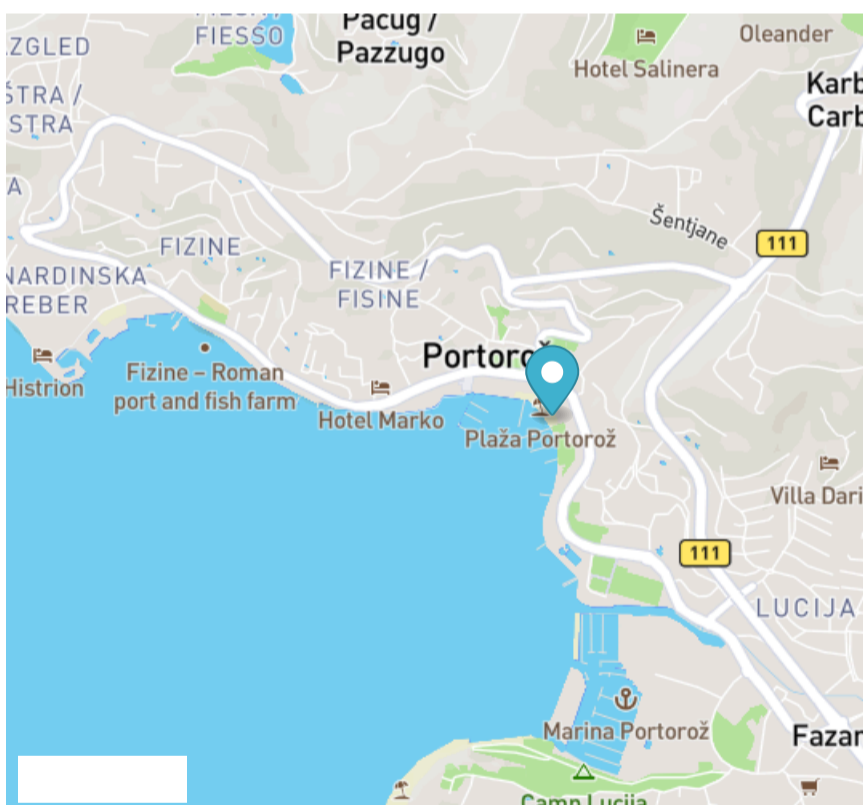 FIESSO
Pacug /
Pazzugo
Oleander
ZGLED
Hotel Salinera
Karb
Carb
ŠTRA /
STRA
A
Šentjane
111
FIZINE
FIZINE /
FISINE
NARDINSKA
REBER
Portorož
Histrion
Fizine – Roman
port and fish farm
Hotel Marko
Plaža Portorož
Villa Dari
111
LUCIJA
Marina Portorož
Fazan
Camp Lucija